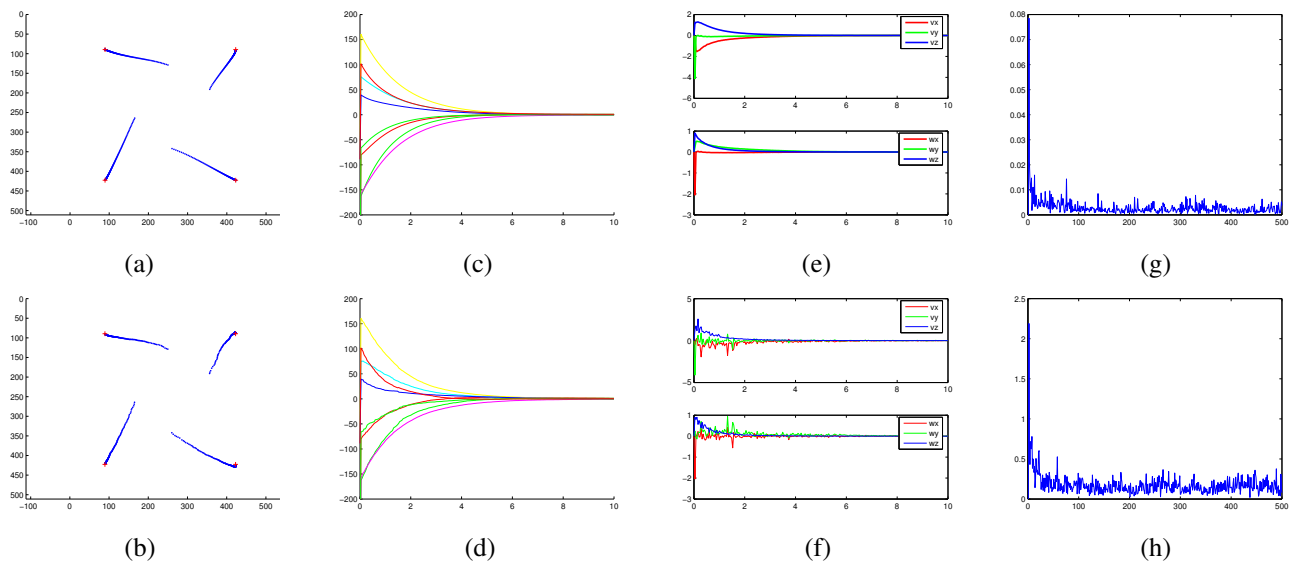 0
50
100
150
200
250
300
350
400
450
500
−100 0 100 200 300 400 500
(a)
200
150
100
50
0
−50
−100
−150
−200
0 2 4 6 8 10
(c)
2
0
−2
−4
−6
vx
vy
vz
0 2 4 6 8 10
1
0
−1
−2
−3
wx
wy
wz
0 2 4 6 8 10
(e)
0.08
0.07
0.06
0.05
0.04
0.03
0.02
0.01
0
0 100 200 300 400 500
(g)
0
50
100
150
200
250
300
350
400
450
500
−100 0 100 200 300 400 500
(b)
200
150
100
50
0
−50
−100
−150
−200
0 2 4 6 8 10
(d)
5
0
−5
vx
vy
vz
0 2 4 6 8 10
1
0
−1
−2
−3
wx
wy
wz
0 2 4 6 8 10
(f)
2.5
2
1.5
1
0.5
0
0 100 200 300 400 500
(h)